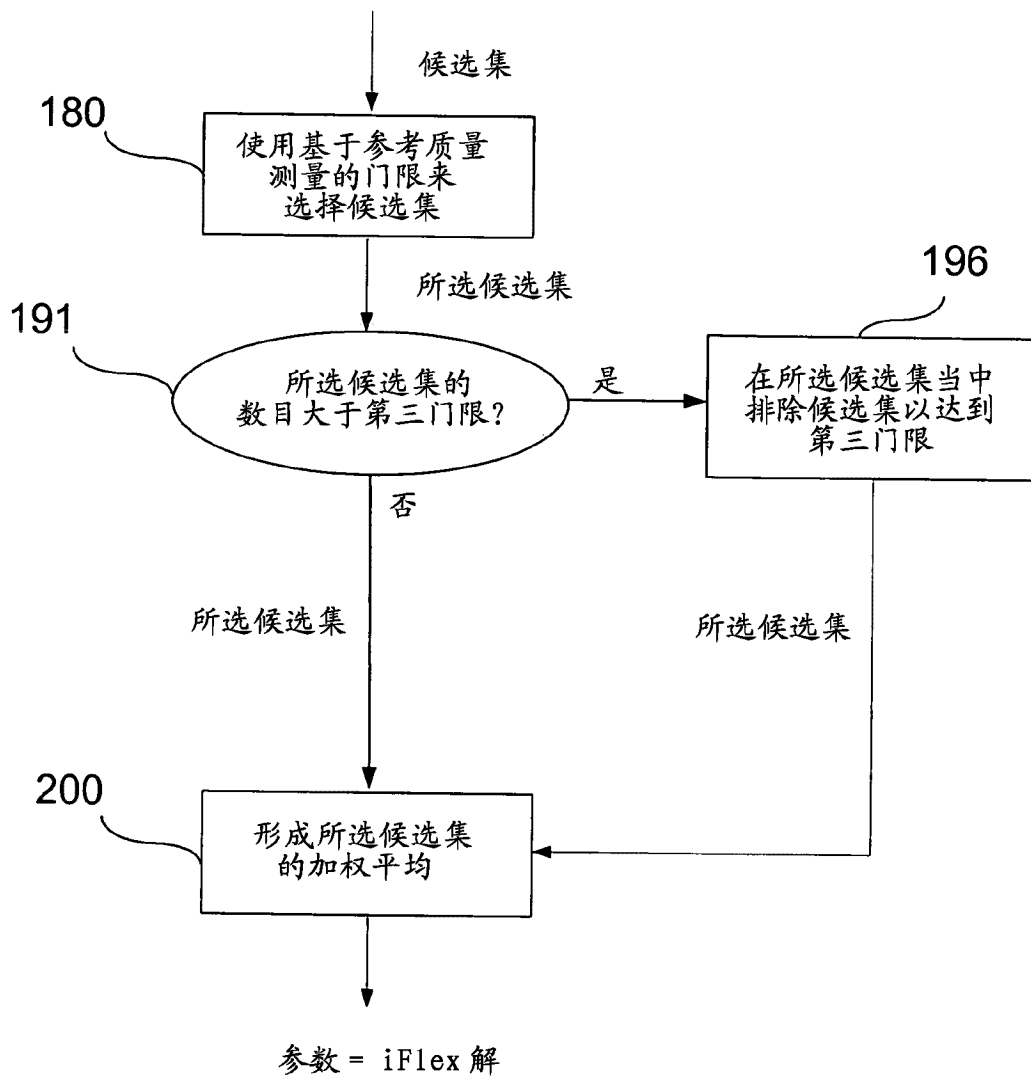 候选集
180
使用基于参考质量
测量的门限来
选择候选集
所选候选集
196
191
所选候选集的
数目大于第三门限?
是
在所选候选集当中
排除候选集以达到
第三门限
否
所选候选集
所选候选集
200
形成所选候选集
的加权平均
参数 = iFlex 解